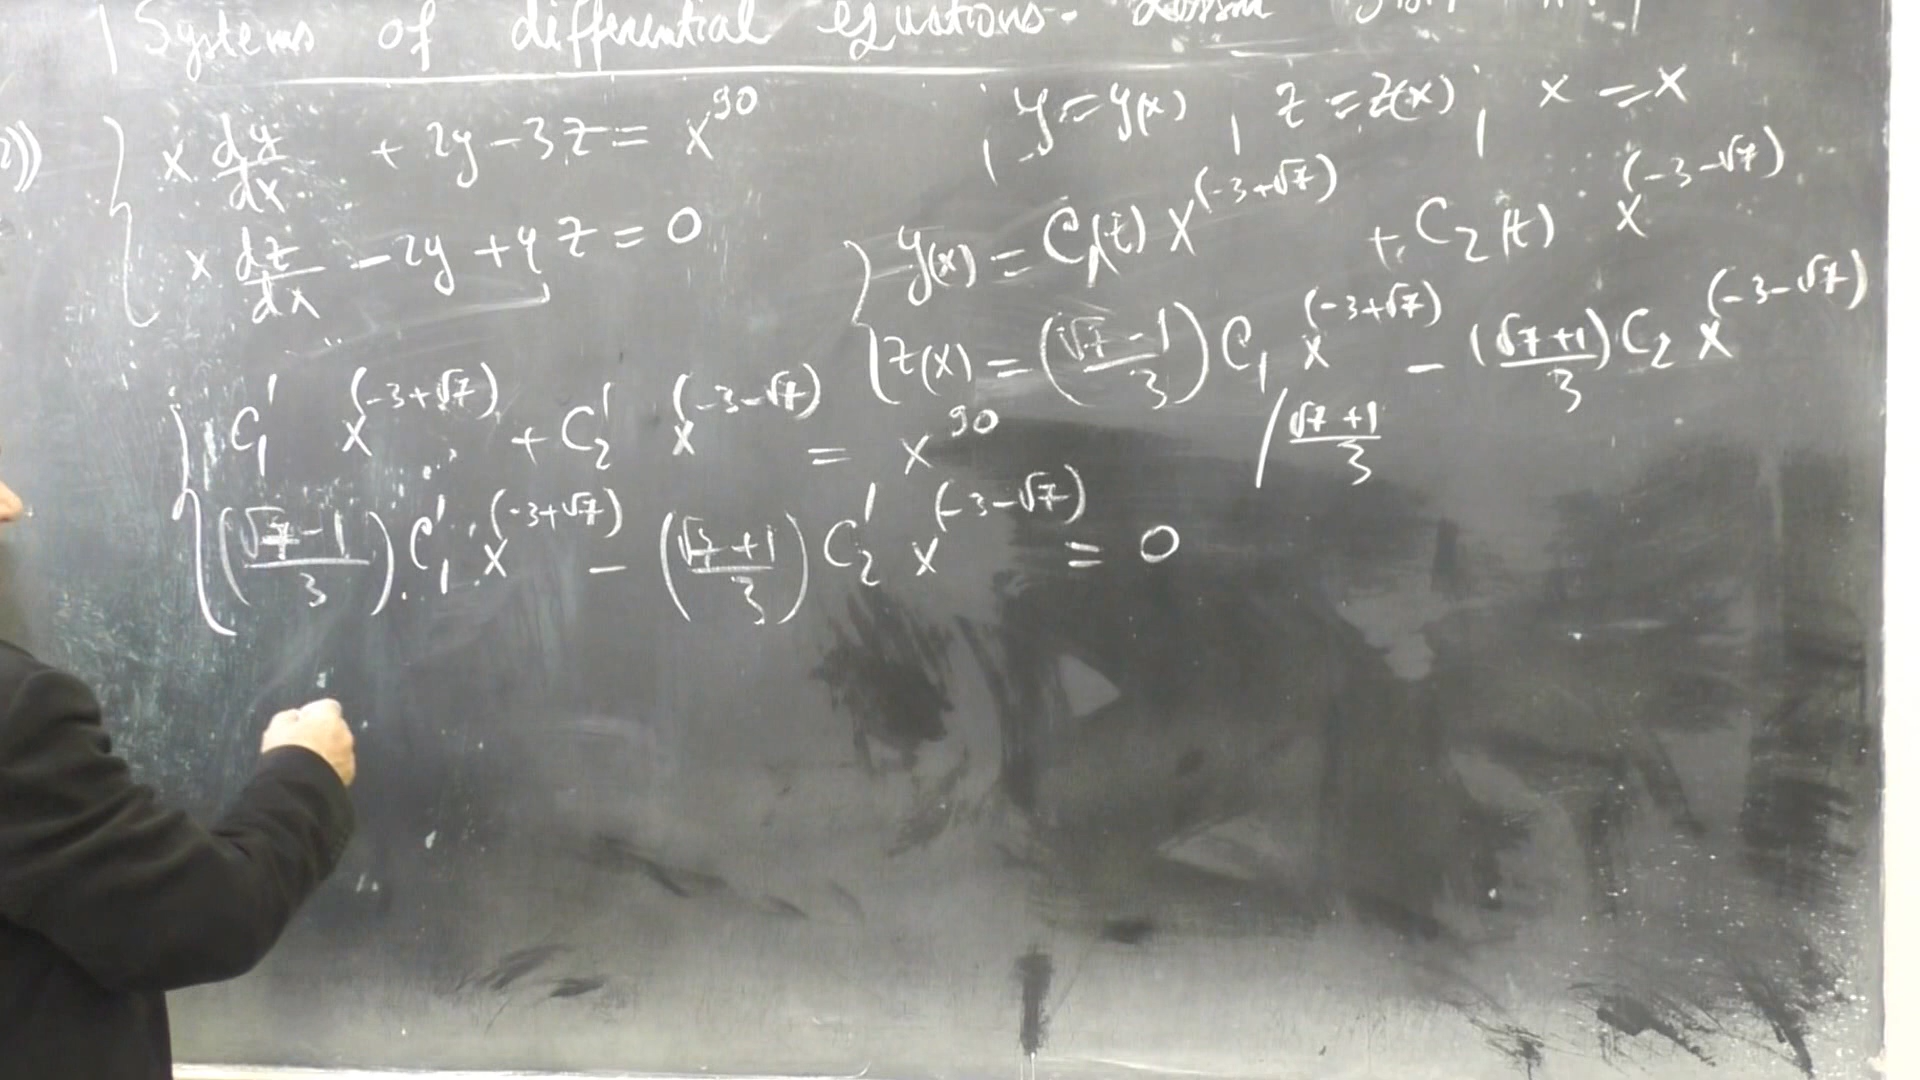 Systems of differential equations.
2)) { x dy/dx + 2y - 3z = x^90 , y = y(x) , z = z(x) , x = x
x dz/dx - 2y + 4z = 0
{ y(x) = C1(t) x^(-3+√7) + C2(t) x^(-3-√7)
z(x) = ((√7-1)/3) C1 x^(-3+√7) - ((√7+1)/3) C2 x^(-3-√7)
{ C1' x^(-3+√7) + C2' x^(-3-√7) = x^90 / (√7+1)/3
((√7-1)/3) C1' x^(-3+√7) - ((√7+1)/3) C2' x^(-3-√7) = 0